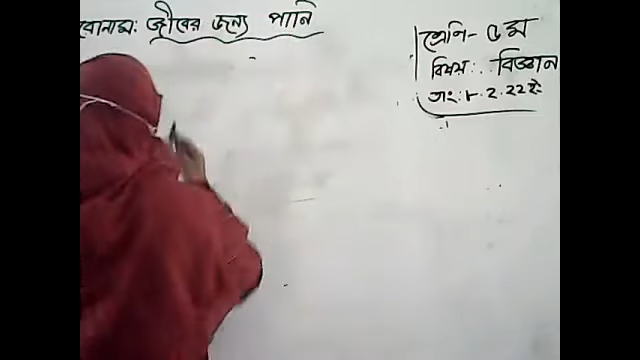 জীবের জন্য পানি
শ্রেণি- ৫ম
বিষয়: বিজ্ঞান
তাং: ৮.২.২২ইং